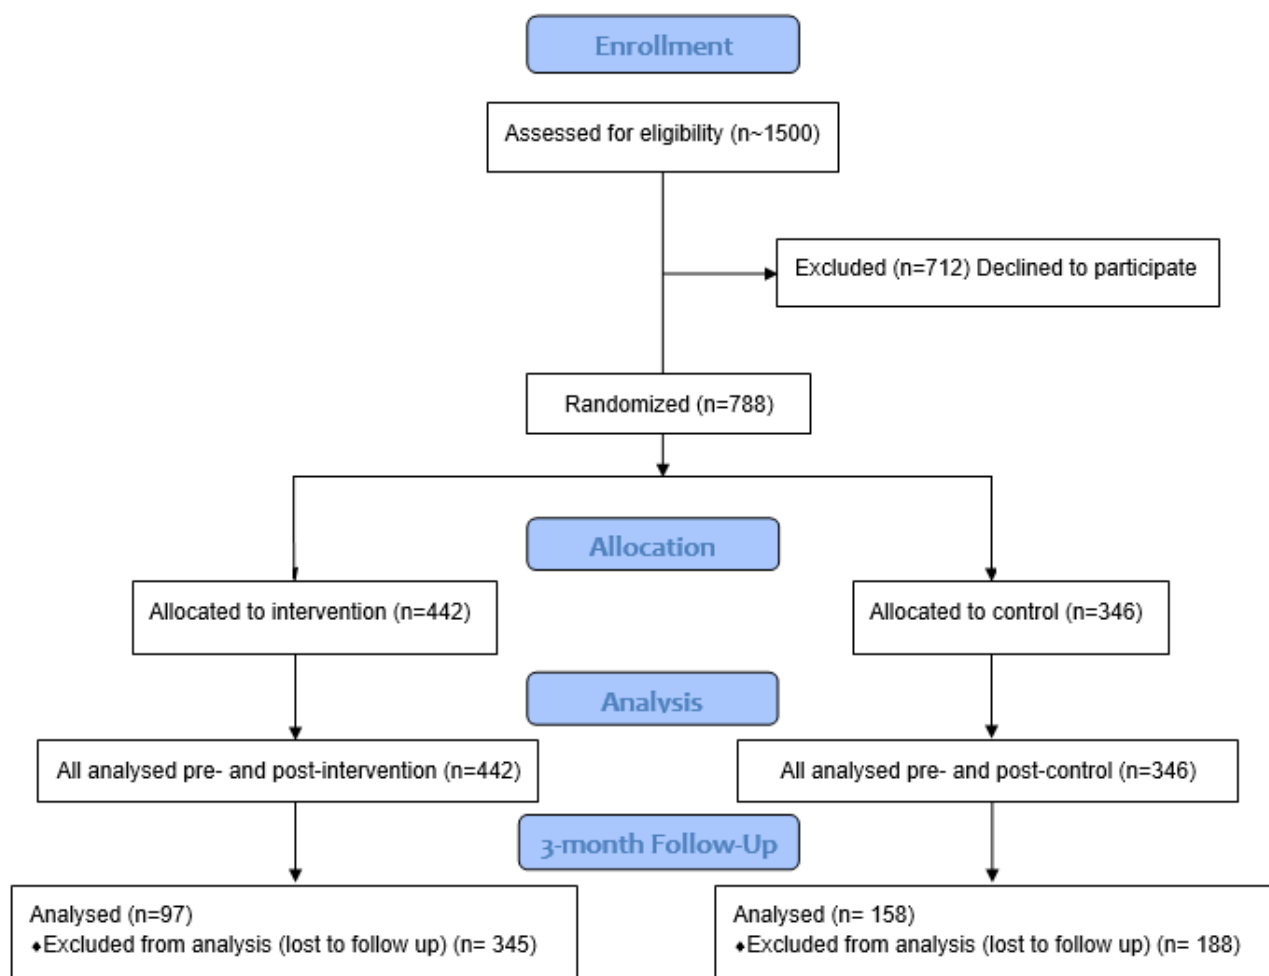 Enrollment
Assessed for eligibility (n~1500)
Excluded (n=712) Declined to participate
Randomized (n=788)
Allocation
Allocated to intervention (n=442)
Allocated to control (n=346)
Analysis
All analysed pre- and post-intervention (n=442)
All analysed pre- and post-control (n=346)
3-month Follow-Up
Analysed (n=97)
♦Excluded from analysis (lost to follow up) (n= 345)
Analysed (n= 158)
♦Excluded from analysis (lost to follow up) (n= 188)